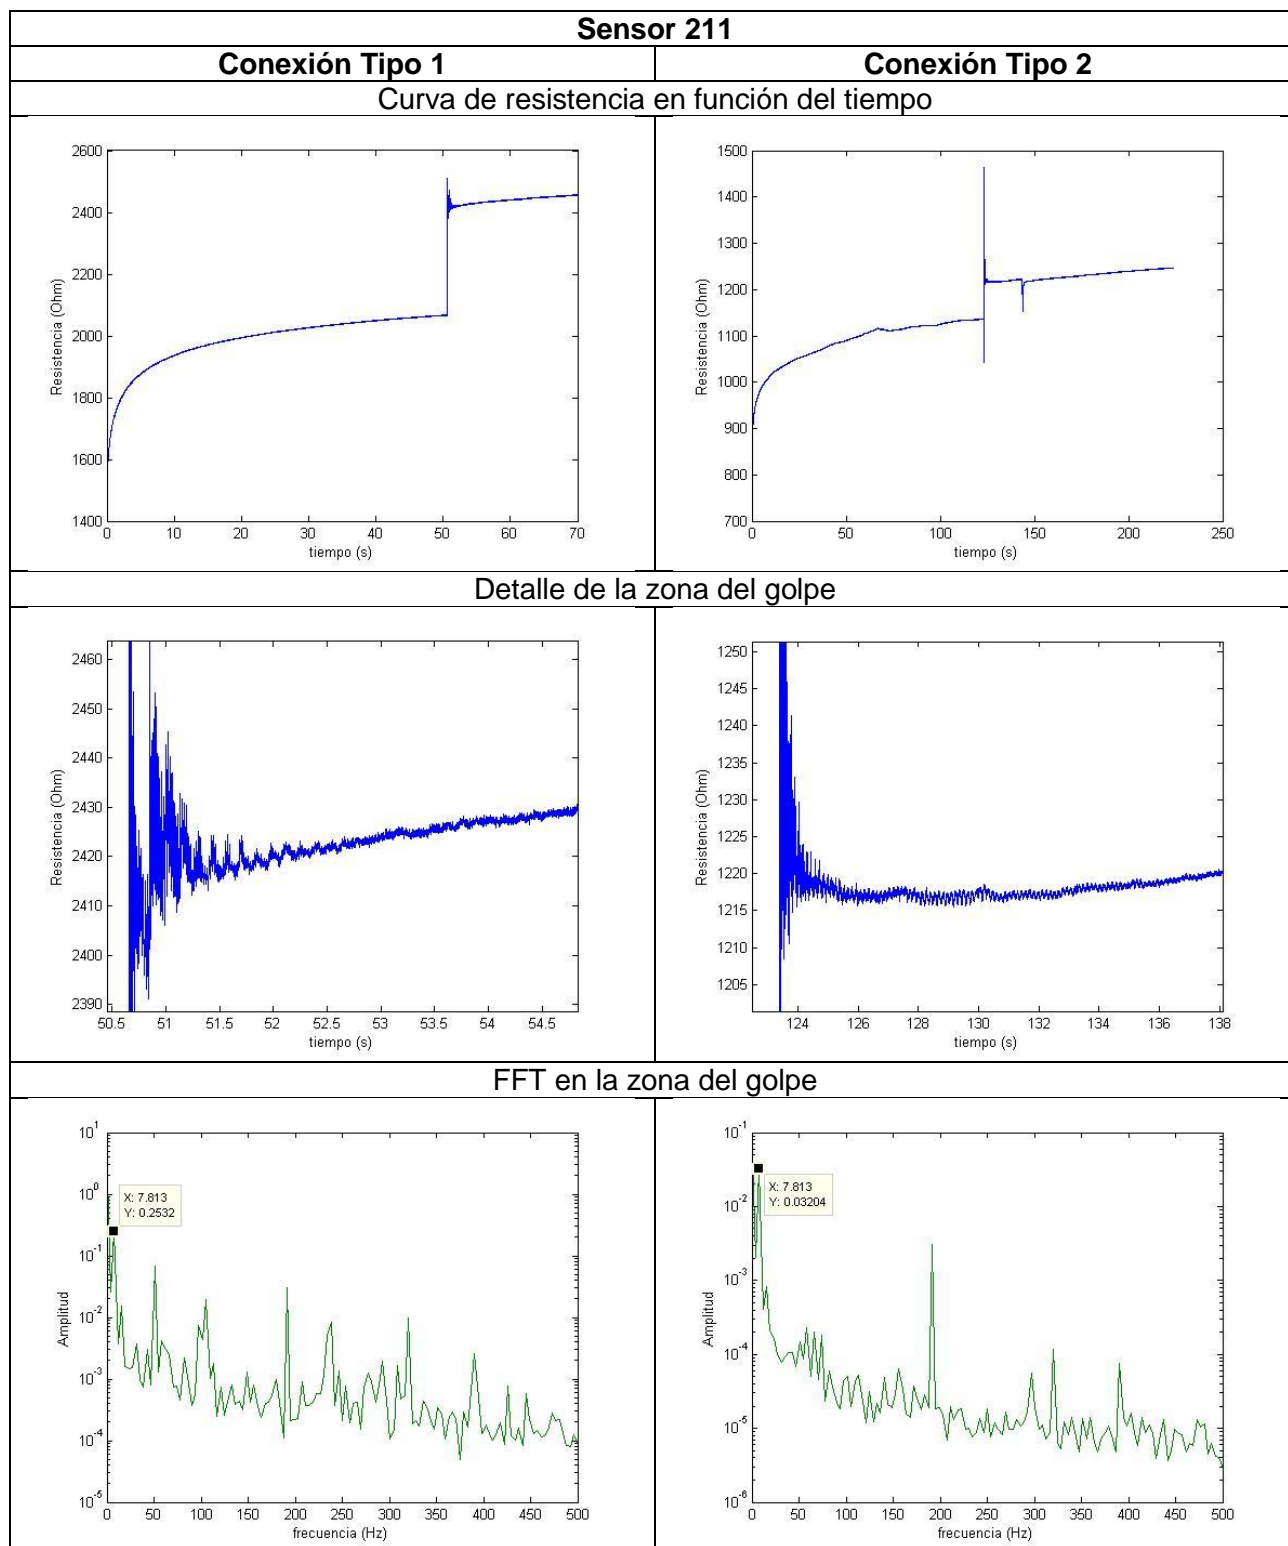 Sensor 211
Conexión Tipo 1
Conexión Tipo 2
Curva de resistencia en función del tiempo
2600
2400
2200
2000
1800
1600
1400
Resistencia (Ohm)
0 10 20 30 40 50 60 70
tiempo (s)
1500
1400
1300
1200
1100
1000
900
800
700
Resistencia (Ohm)
0 50 100 150 200 250
tiempo (s)
Detalle de la zona del golpe
2460
2450
2440
2430
2420
2410
2400
2390
Resistencia (Ohm)
50.5 51 51.5 52 52.5 53 53.5 54 54.5
tiempo (s)
1250
1245
1240
1235
1230
1225
1220
1215
1210
1205
Resistencia (Ohm)
124 126 128 130 132 134 136 138
tiempo (s)
FFT en la zona del golpe
10^1
10^0
10^-1
10^-2
10^-3
10^-4
10^-5
Amplitud
X: 7.813
Y: 0.2532
0 50 100 150 200 250 300 350 400 450 500
frecuencia (Hz)
10^-1
10^-2
10^-3
10^-4
10^-5
10^-6
Amplitud
X: 7.813
Y: 0.03204
0 50 100 150 200 250 300 350 400 450 500
frecuencia (Hz)